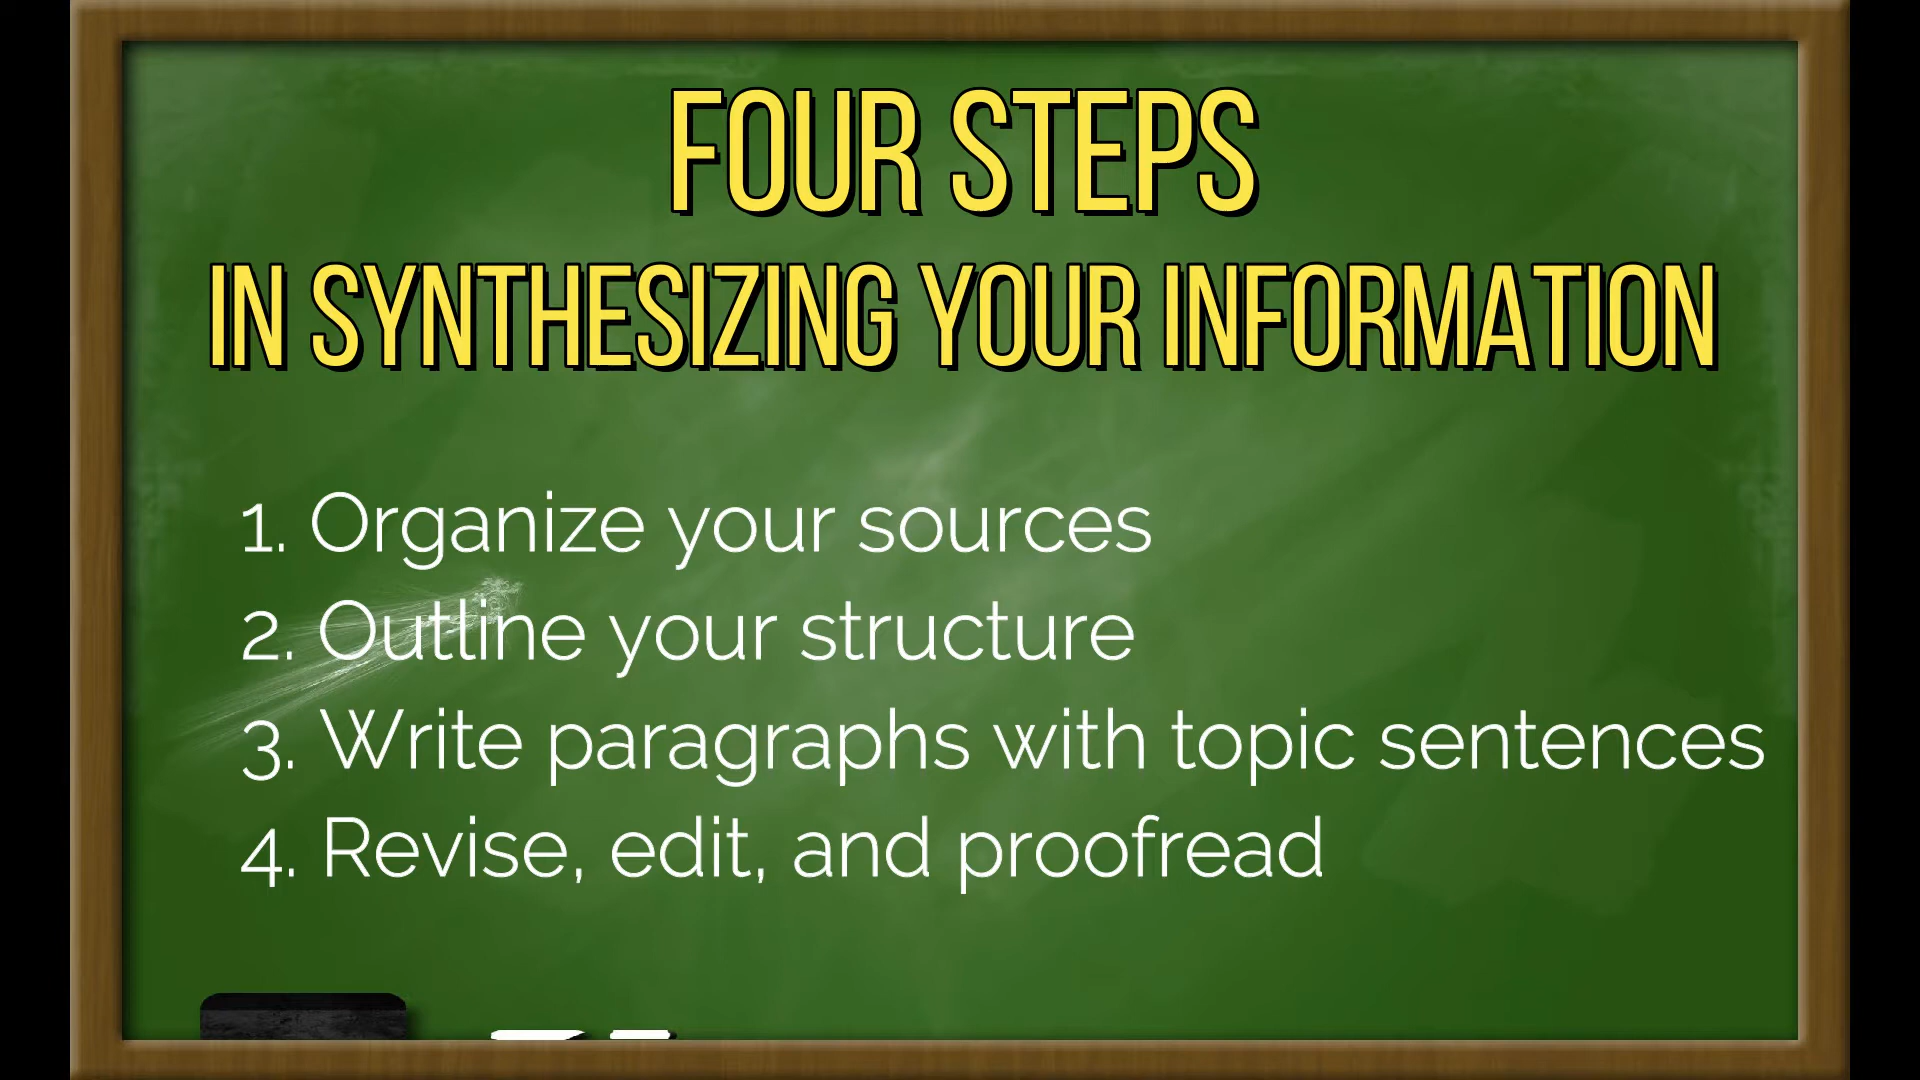 FOUR STEPS
IN SYNTHESIZING YOUR INFORMATION
1. Organize your sources
2. Outline your structure
3. Write paragraphs with topic sentences
4. Revise, edit, and proofread